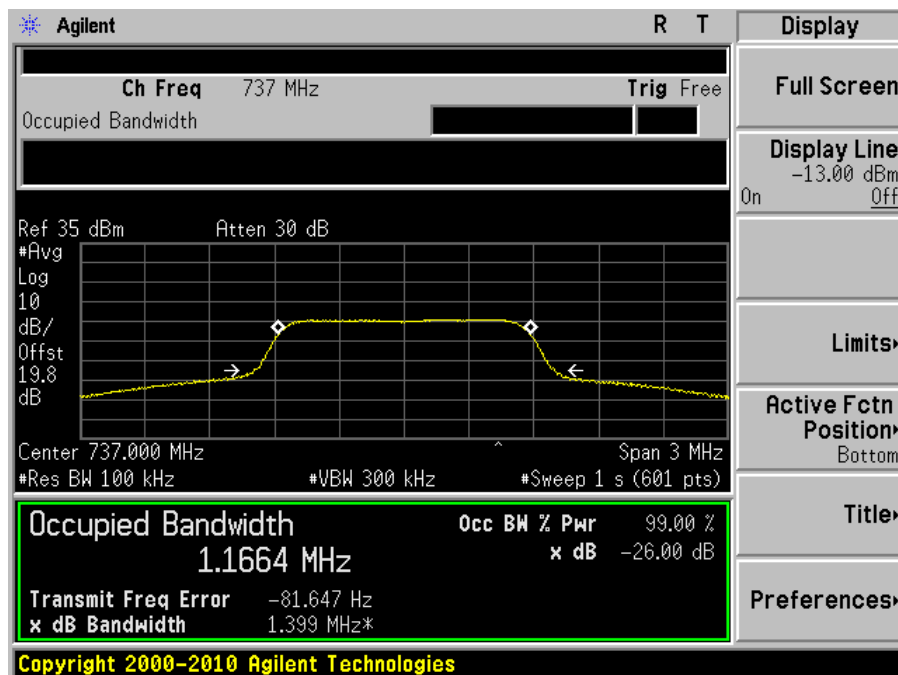 Agilent R T
Ch Freq 737 MHz Trig Free
Occupied Bandwidth
Ref 35 dBm Atten 30 dB
#Avg
Log
10
dB/
Offst
19.8
dB
Center 737.000 MHz ^ Span 3 MHz
#Res BW 100 kHz #VBW 300 kHz #Sweep 1 s (601 pts)
Occupied Bandwidth Occ BW % Pwr 99.00 %
1.1664 MHz x dB -26.00 dB
Transmit Freq Error -81.647 Hz
x dB Bandwidth 1.399 MHz*
Copyright 2000-2010 Agilent Technologies
Display
Full Screen
Display Line
-13.00 dBm
On Off
Limits
Active Fctn
Position
Bottom
Title
Preferences